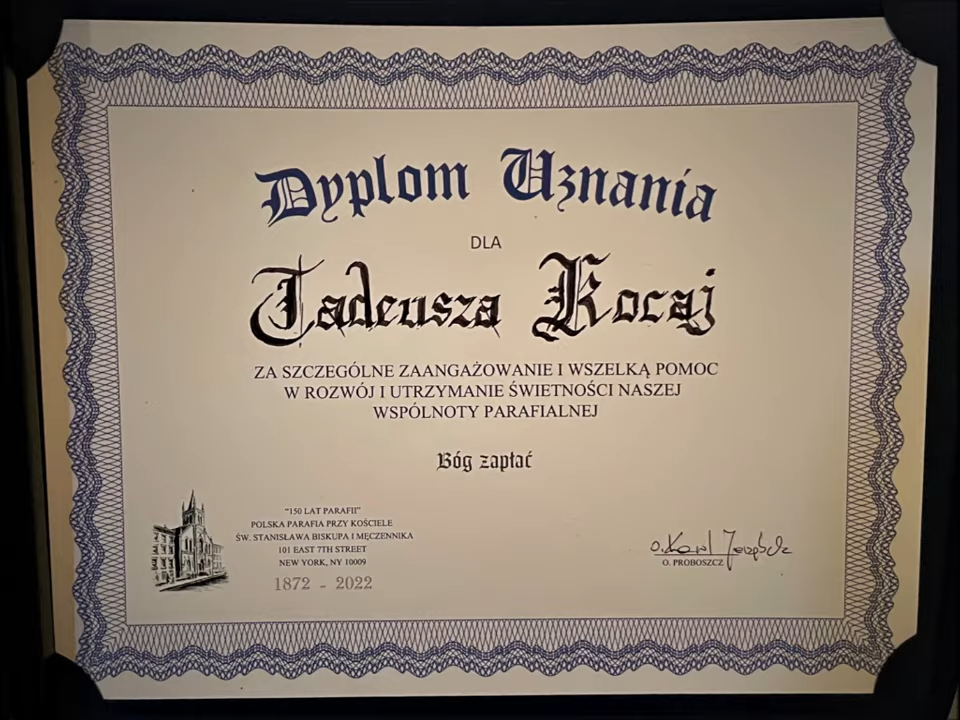 Dyplom Uznania
DLA
Tadeusza Kocaj
ZA SZCZEGÓLNE ZAANGAŻOWANIE I WSZELKĄ POMOC
W ROZWÓJ I UTRZYMANIE ŚWIETNOŚCI NASZEJ
WSPÓLNOTY PARAFIALNEJ
Bóg zapłać
"150 LAT PARAFII"
POLSKA PARAFIA PRZY KOŚCIELE
ŚW. STANISŁAWA BISKUPA I MĘCZENNIKA
101 EAST 7TH STREET
NEW YORK, NY 10009
1872 - 2022
O. Karol
O. PROBOSZCZ